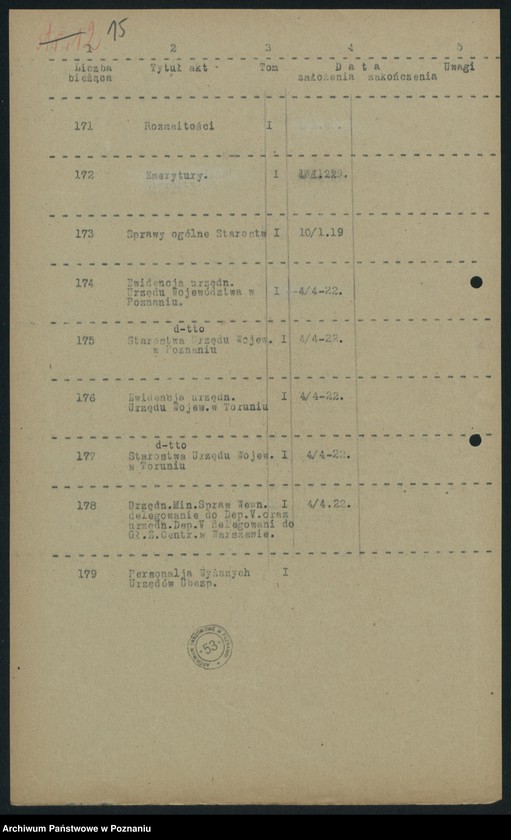 15
1 2 3 4 5
Liczba Tytuł akt Tom D a t a Uwagi
bieżąca założenia zakończenia
171 Rozmaitości I
172 Emerytury. I
173 Sprawy ogólne Starostw I 10/1.19
174 Ewidencja urzędn.
Urzędu Województwa w I 4/4-22.
Poznaniu.
d-tto
175 Starostwa Urzędu Wojew. I 4/4-22.
w Poznaniu
176 Ewidencja urzędn. I 4/4-22.
Urzędu Wojew.w Toruniu
d-tto
177 Starostwa Urzędu Wojew. I 4/4-22.
w Toruniu
178 Urzędn.Min.Spraw Wewn. I 4/4.22.
delegowanie do Dep.V.oraz
urzędn.Dep.V delegowani do
Gł.Z.Centr.w Warszawie.
179 Personalja Wyższych I
Urzędów Ubezp.
ARCHIWUM PAŃSTWOWE W POZNANIU
53
Archiwum Państwowe w Poznaniu